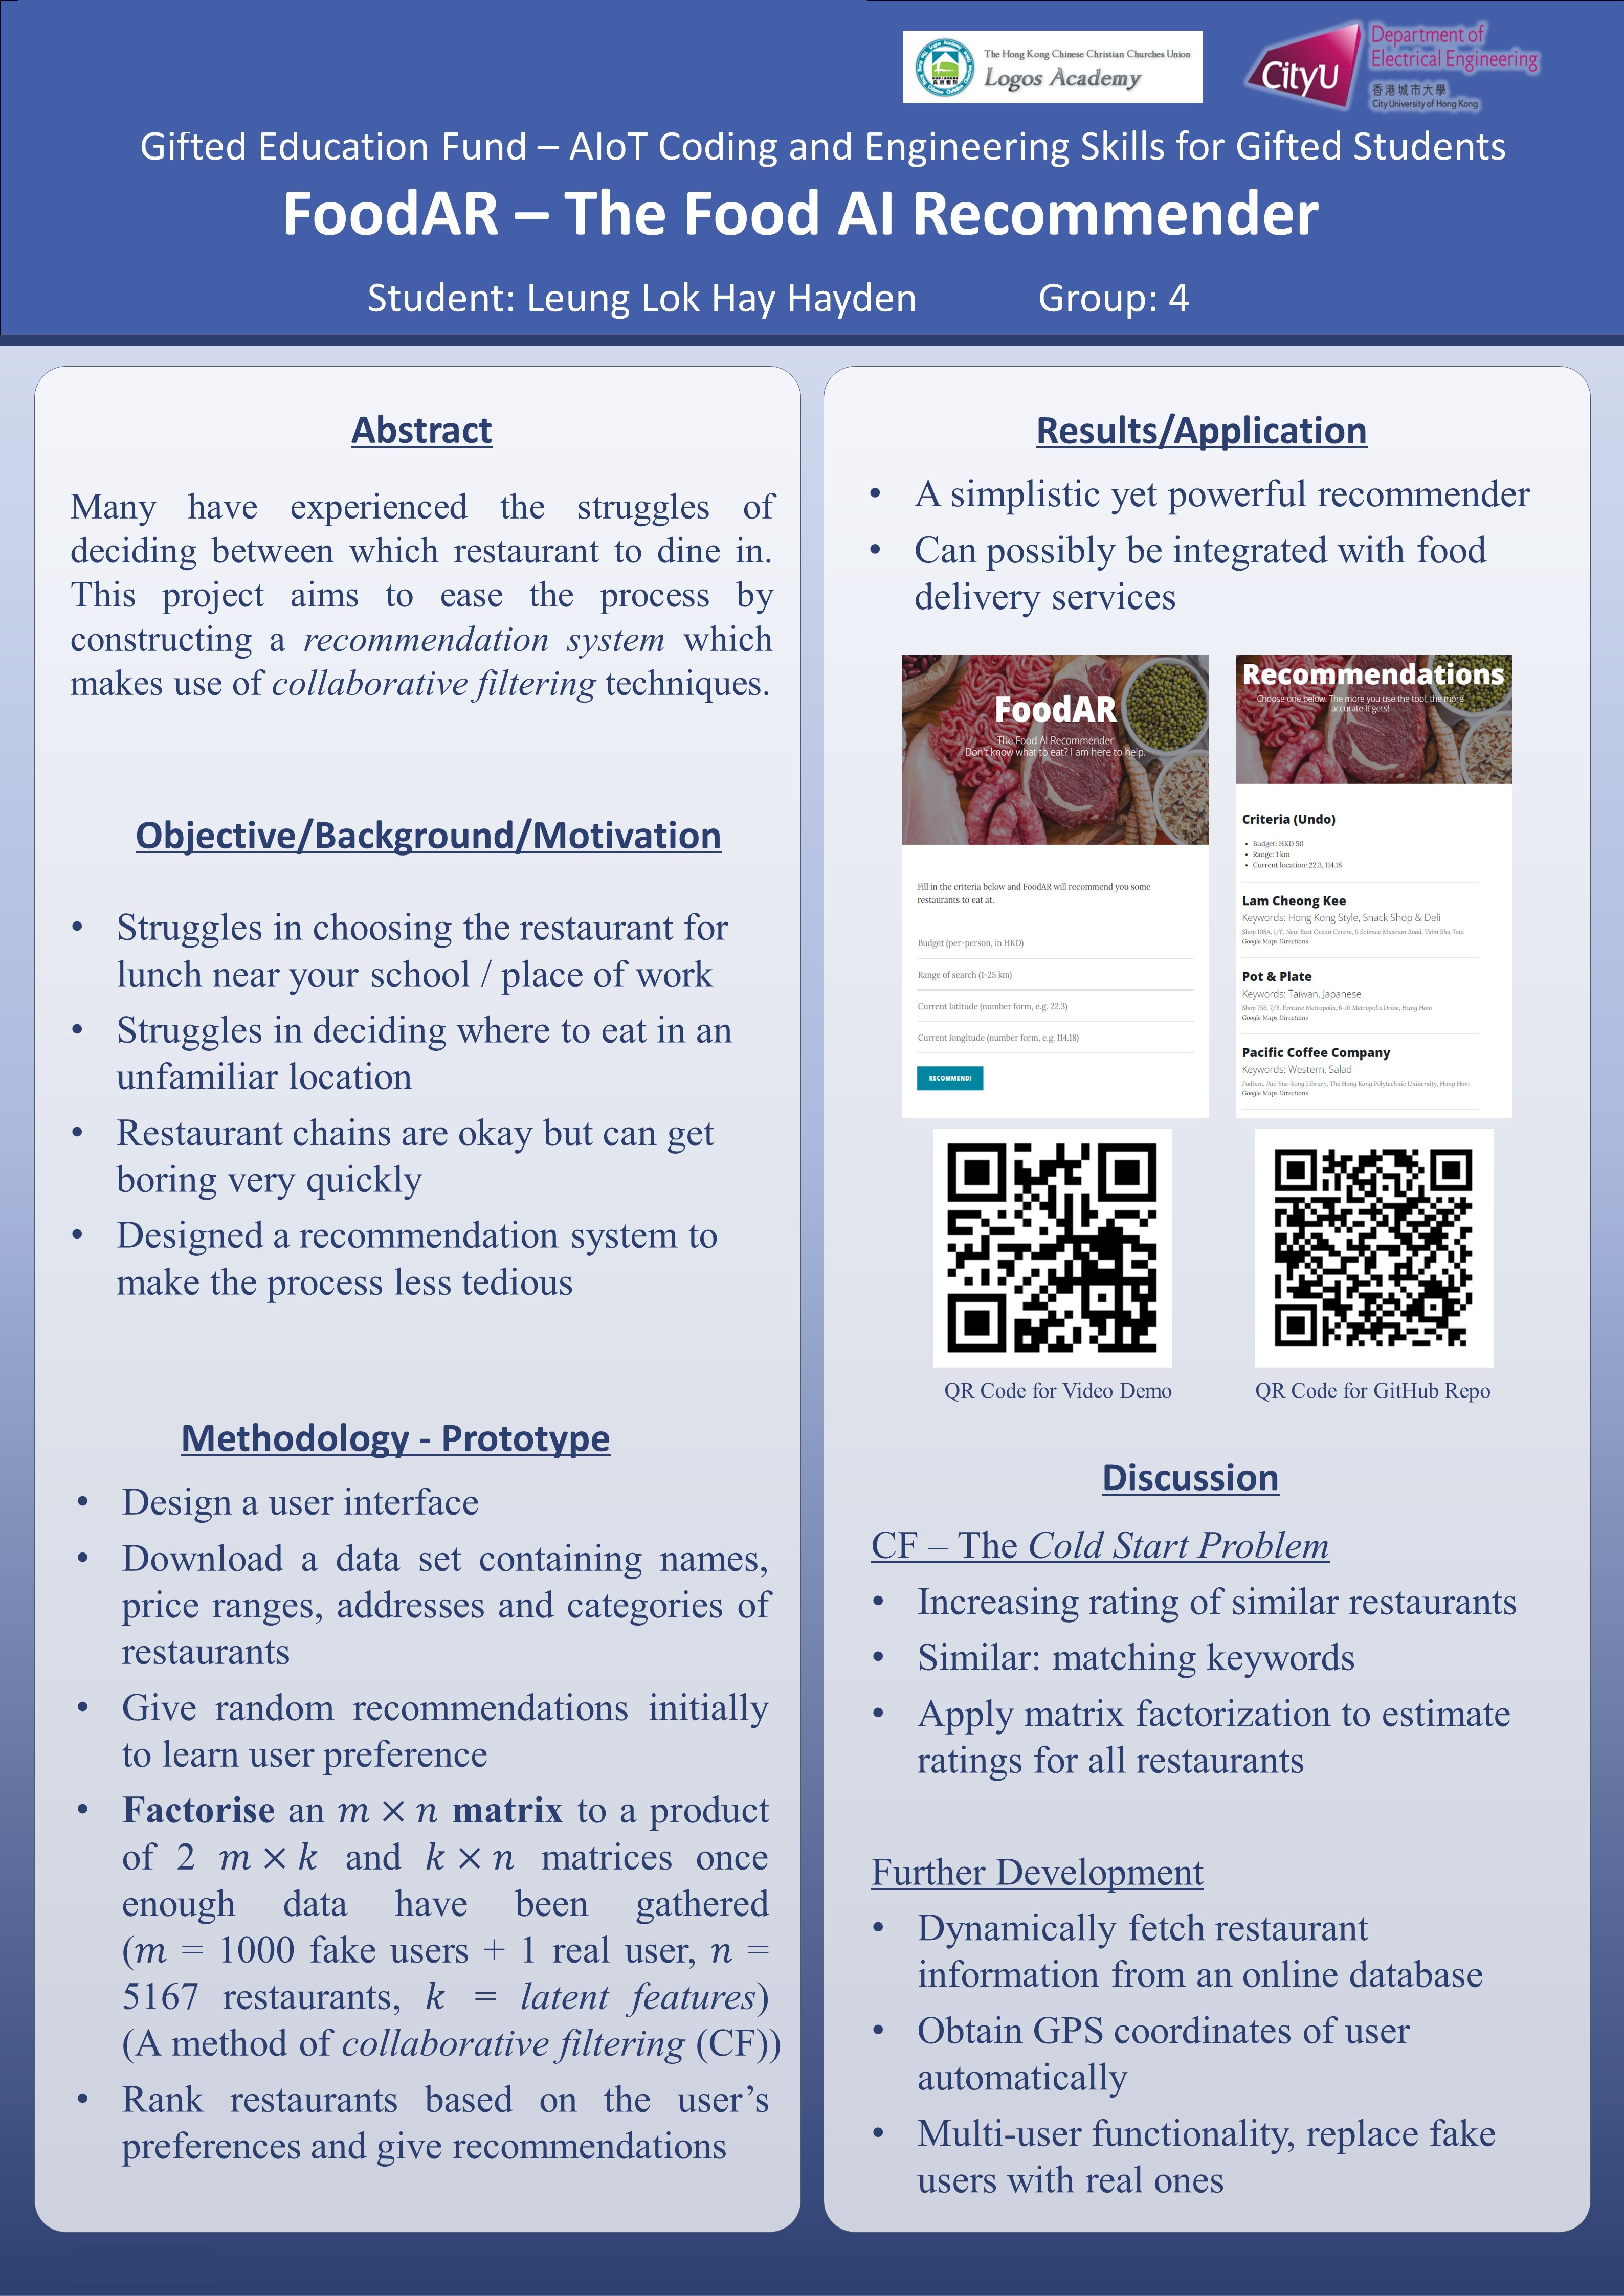 The Hong Kong Chinese Christian Churches Union
Logos Academy
CityU
Department of
Electrical Engineering
香港城市大學
City University of Hong Kong
Gifted Education Fund – AIoT Coding and Engineering Skills for Gifted Students
FoodAR – The Food AI Recommender
Student: Leung Lok Hay Hayden Group: 4
Abstract
Many have experienced the struggles of
deciding between which restaurant to dine in.
This project aims to ease the process by
constructing a recommendation system which
makes use of collaborative filtering techniques.
Objective/Background/Motivation
• Struggles in choosing the restaurant for
lunch near your school / place of work
• Struggles in deciding where to eat in an
unfamiliar location
• Restaurant chains are okay but can get
boring very quickly
• Designed a recommendation system to
make the process less tedious
Methodology - Prototype
• Design a user interface
• Download a data set containing names,
price ranges, addresses and categories of
restaurants
• Give random recommendations initially
to learn user preference
• Factorise an m × n matrix to a product
of 2 m × k and k × n matrices once
enough data have been gathered
(m = 1000 fake users + 1 real user, n =
5167 restaurants, k = latent features)
(A method of collaborative filtering (CF))
• Rank restaurants based on the user’s
preferences and give recommendations
Results/Application
• A simplistic yet powerful recommender
• Can possibly be integrated with food
delivery services
FoodAR
The Food AI Recommender
Don't know what to eat? I am here to help.
Fill in the criteria below and FoodAR will recommend you some
restaurants to eat at.
Budget (per-person, in HKD)
Range of search (1-25 km)
Current latitude (number form, e.g. 22.3)
Current longitude (number form, e.g. 114.18)
RECOMMEND!
Recommendations
Choose one below. The more you use the tool, the more
accurate it gets!
Criteria (Undo)
• Budget: HKD 50
• Range: 1 km
• Current location: 22.3, 114.18
Lam Cheong Kee
Keywords: Hong Kong Style, Snack Shop & Deli
Shop 108A, 1/F, New East Ocean Centre, 9 Science Museum Road, Tsim Sha Tsui
Google Maps Directions
Pot & Plate
Keywords: Taiwan, Japanese
Shop 756, 7/F, Fortune Metropolis, 6-10 Metropolis Drive, Hung Hom
Google Maps Directions
Pacific Coffee Company
Keywords: Western, Salad
Podium, Pao Yue-kong Library, The Hong Kong Polytechnic University, Hung Hom
Google Maps Directions
QR Code for Video Demo
QR Code for GitHub Repo
Discussion
CF – The Cold Start Problem
• Increasing rating of similar restaurants
• Similar: matching keywords
• Apply matrix factorization to estimate
ratings for all restaurants
Further Development
• Dynamically fetch restaurant
information from an online database
• Obtain GPS coordinates of user
automatically
• Multi-user functionality, replace fake
users with real ones